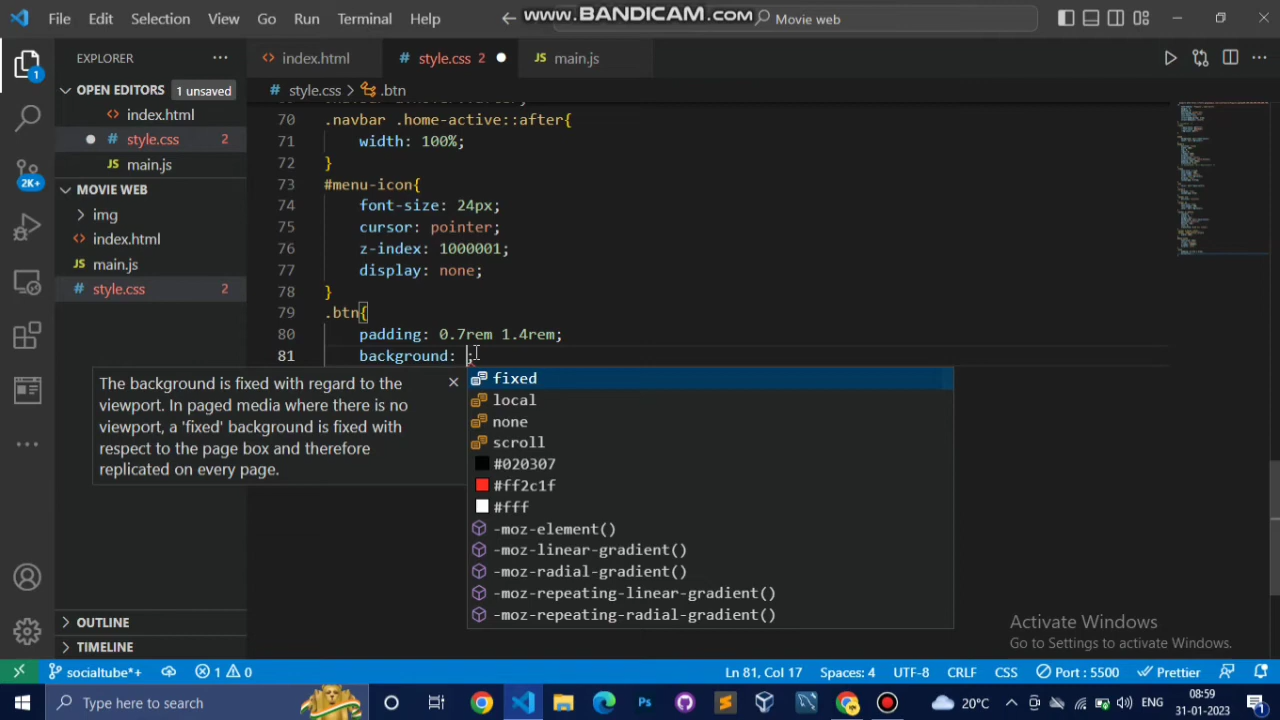 File Edit Selection View Go Run Terminal Help
www.BANDICAM.com
Movie web
EXPLORER
index.html
style.css 2
main.js
OPEN EDITORS 1 unsaved
index.html
style.css 2
main.js
MOVIE WEB
img
index.html
main.js
style.css 2
style.css > .btn
70 .navbar .home-active::after{
71 width: 100%;
72 }
73 #menu-icon{
74 font-size: 24px;
75 cursor: pointer;
76 z-index: 1000001;
77 display: none;
78 }
79 .btn{
80 padding: 0.7rem 1.4rem;
81 background: ;
The background is fixed with regard to the
viewport. In paged media where there is no
viewport, a 'fixed' background is fixed with
respect to the page box and therefore
replicated on every page.
fixed
local
none
scroll
#020307
#ff2c1f
#fff
-moz-element()
-moz-linear-gradient()
-moz-radial-gradient()
-moz-repeating-linear-gradient()
-moz-repeating-radial-gradient()
1
2K+
OUTLINE
TIMELINE
Activate Windows
Go to Settings to activate Windows.
socialtube*+ 1 0 Ln 81, Col 17 Spaces: 4 UTF-8 CRLF CSS Port : 5500 Prettier
Type here to search
Ps
20°C
ENG
08:59
31-01-2023
1